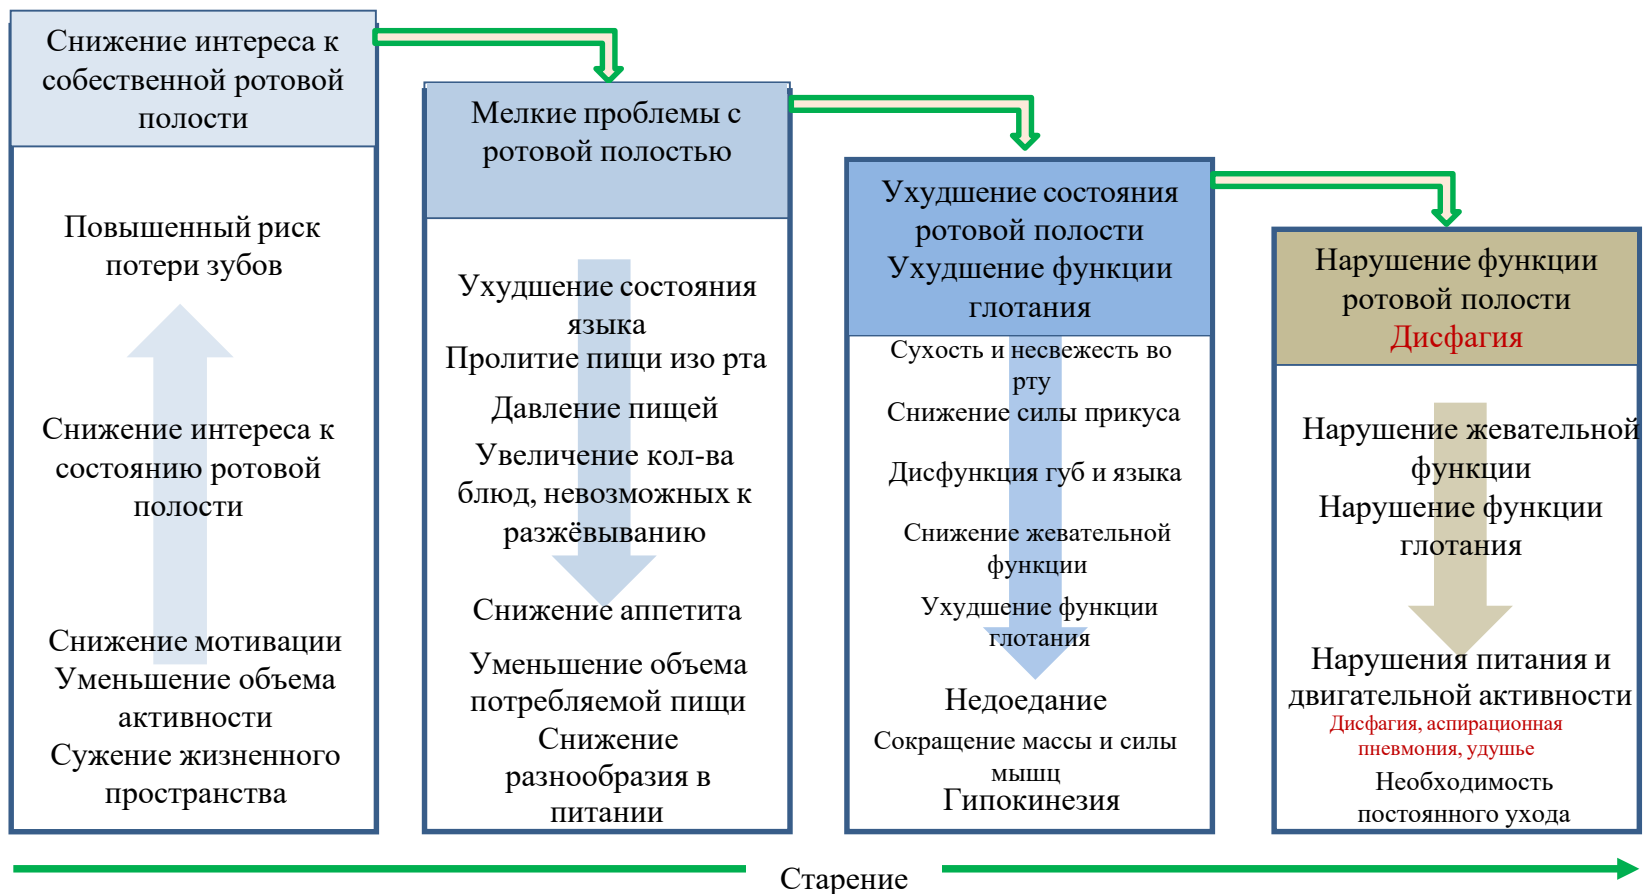 Снижение интереса к
собественной ротовой
полости
Повышенный риск
потери зубов
Снижение интереса к
состоянию ротовой
полости
Снижение мотивации
Уменьшение объема
активности
Сужение жизненного
пространства
Мелкие проблемы с
ротовой полостью
Ухудшение состояния
языка
Пролитие пищи изо рта
Давление пищей
Увеличение кол-ва
блюд, невозможных к
разжёвыванию
Снижение аппетита
Уменьшение объема
потребляемой пищи
Снижение
разнообразия в
питании
Ухудшение состояния
ротовой полости
Ухудшение функции
глотания
Сухость и несвежесть во
рту
Снижение силы прикуса
Дисфункция губ и языка
Снижение жевательной
функции
Ухудшение функции
глотания
Недоедание
Сокращение массы и силы
мышц
Гипокинезия
Нарушение функции
ротовой полости
Дисфагия
Нарушение жевательной
функции
Нарушение функции
глотания
Нарушения питания и
двигательной активности
Дисфагия, аспирационная
пневмония, удушье
Необходимость
постоянного ухода
Старение